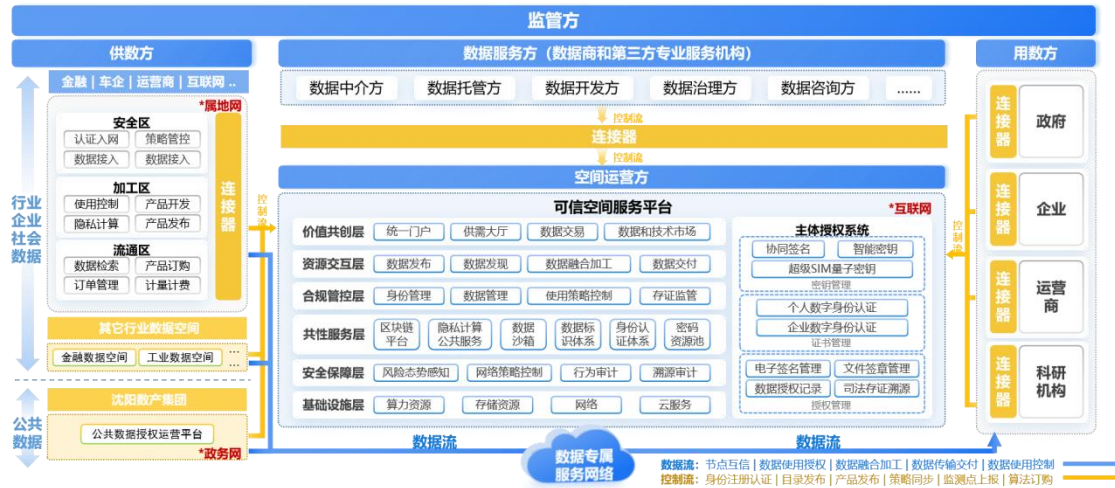 监管方
供数方
金融 | 车企 | 运营商 | 互联网 ..
*属地网
安全区
认证入网 策略管控
数据接入 数据接入
加工区
使用控制 产品开发
隐私计算 产品发布
流通区
数据检索 产品订购
订单管理 计量计费
连接器
行业
企业
社会
数据
其它行业数据空间
金融数据空间 工业数据空间 ...
...
公共
数据
沈阳数产集团
公共数据授权运营平台
*政务网
控制流
数据服务方（数据商和第三方专业服务机构）
数据中介方 数据托管方 数据开发方 数据治理方 数据咨询方 ......
控制流
连接器
控制流
空间运营方
可信空间服务平台
*互联网
价值共创层 统一门户 供需大厅 数据交易 数据和技术市场
资源交互层 数据发布 数据发现 数据融合加工 数据交付
合规管控层 身份管理 数据管理 使用策略控制 存证监管
共性服务层 区块链平台 隐私计算公共服务 数据沙箱 数据标识体系 身份认证体系 密码资源池
安全保障层 风险态势感知 网络策略控制 行为审计 溯源审计
基础设施层 算力资源 存储资源 网络 云服务
主体授权系统
协同签名 智能密钥
超级SIM量子密钥
密钥管理
个人数字身份认证
企业数字身份认证
证书管理
电子签名管理 文件签章管理
数据授权记录 司法存证溯源
授权管理
控制流
用数方
连接器 政府
连接器 企业
连接器 运营商
连接器 科研机构
数据流
数据专属
服务网络
数据流
数据流：节点互信 | 数据使用授权 | 数据融合加工 | 数据传输交付 | 数据使用控制
控制流：身份注册认证 | 目录发布 | 产品发布 | 策略同步 | 监测点上报 | 算法订购